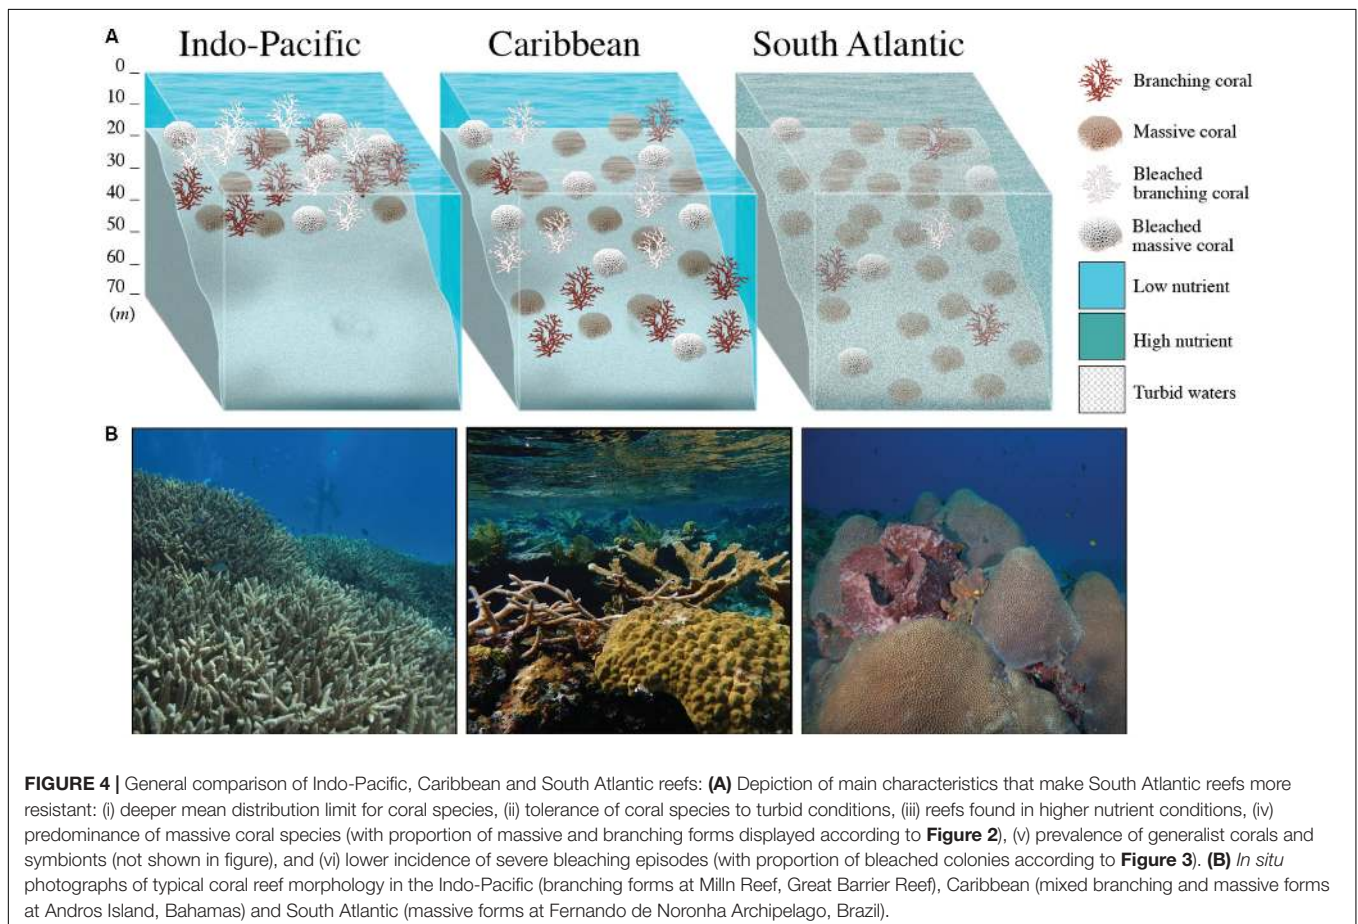 A
Indo-Pacific
Caribbean
South Atlantic
0
10
20
30
40
50
60
70
(m)
Branching coral
Massive coral
Bleached
branching coral
Bleached
massive coral
Low nutrient
High nutrient
Turbid waters
B
FIGURE 4 | General comparison of Indo-Pacific, Caribbean and South Atlantic reefs: (A) Depiction of main characteristics that make South Atlantic reefs more
resistant: (i) deeper mean distribution limit for coral species, (ii) tolerance of coral species to turbid conditions, (iii) reefs found in higher nutrient conditions, (iv)
predominance of massive coral species (with proportion of massive and branching forms displayed according to Figure 2), (v) prevalence of generalist corals and
symbionts (not shown in figure), and (vi) lower incidence of severe bleaching episodes (with proportion of bleached colonies according to Figure 3). (B) In situ
photographs of typical coral reef morphology in the Indo-Pacific (branching forms at Milln Reef, Great Barrier Reef), Caribbean (mixed branching and massive forms
at Andros Island, Bahamas) and South Atlantic (massive forms at Fernando de Noronha Archipelago, Brazil).